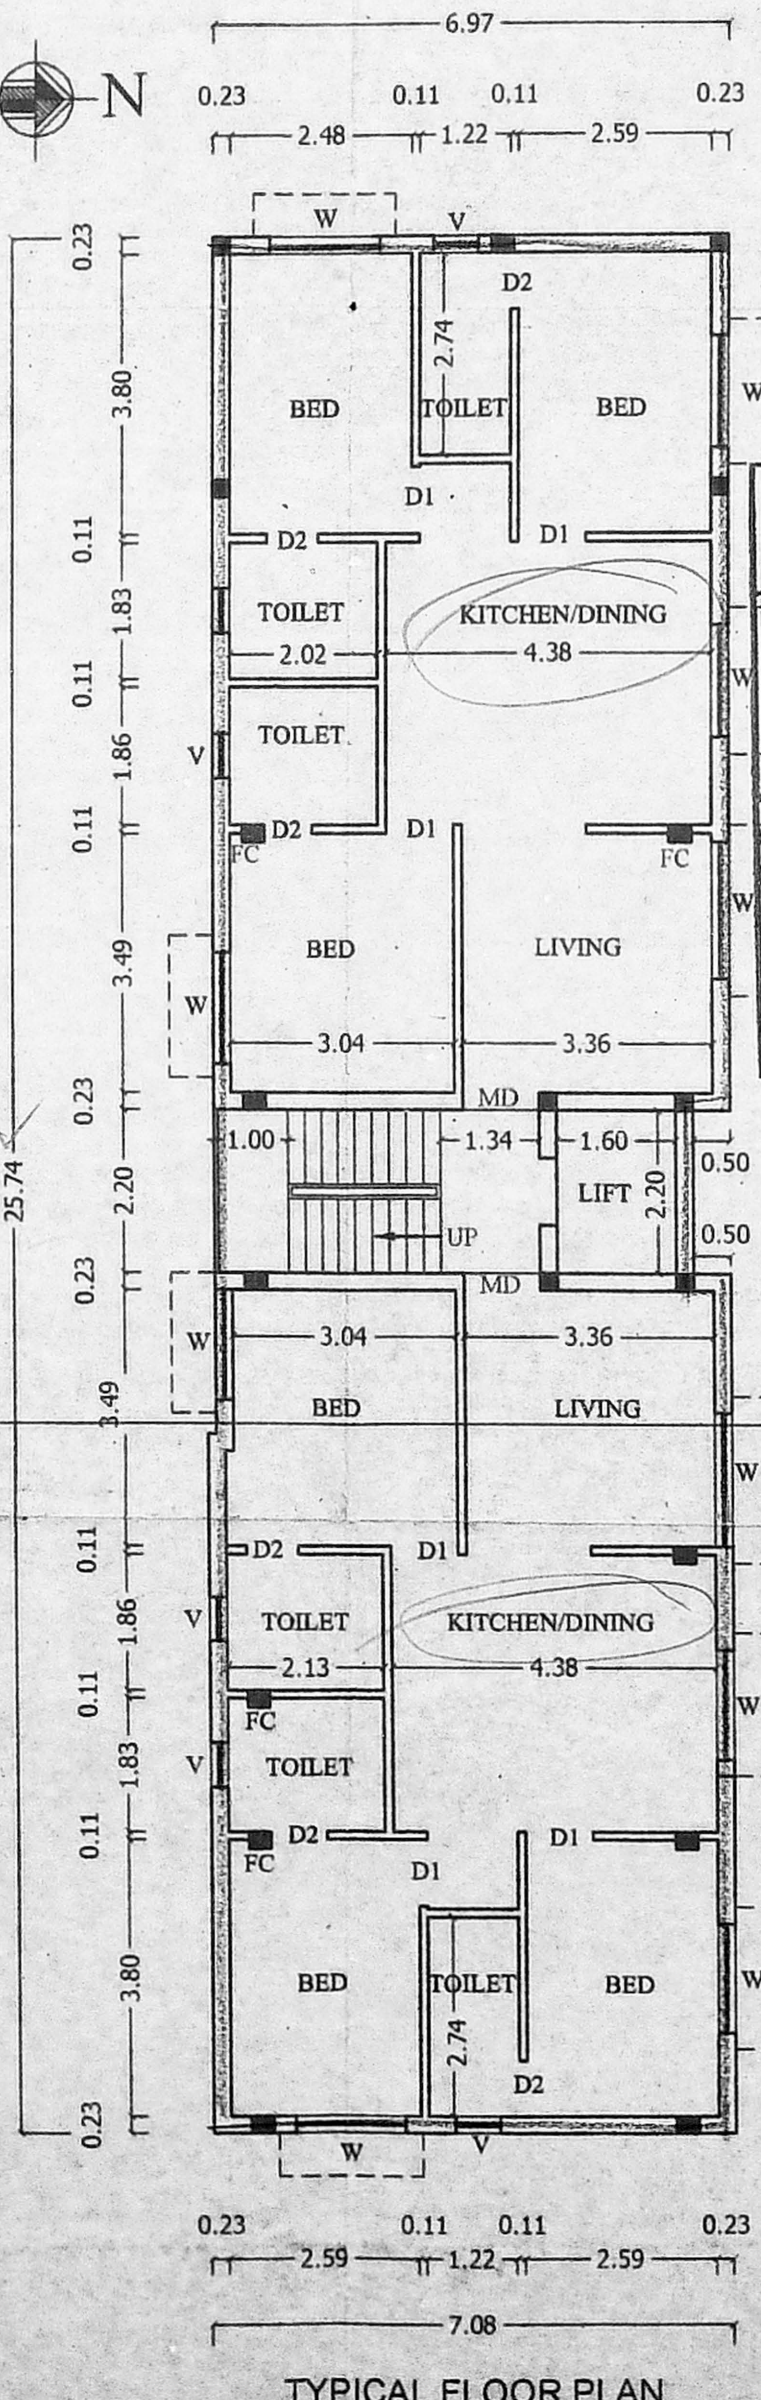 6.97
N
0.23 0.11 0.11 0.23
2.48 1.22 2.59
W V
0.23
D2
2.74
3.80
W
BED TOILET BED
D1
0.11 D2 D1
1.83
TOILET KITCHEN/DINING
2.02 4.38
W
0.11
TOILET
V
1.86
0.11 D2 D1
FC FC
W
3.49
BED LIVING
W
3.04 3.36
0.23
MD
1.00 1.34 1.60
0.50
25.74
2.20
LIFT 2.20
UP 0.50
0.23
MD
W
3.04 3.36
3.49
BED LIVING
W
0.11 D2 D1
V
1.86
TOILET KITCHEN/DINING
2.13 4.38
0.11
W
FC
V
1.83
TOILET
0.11 D2 D1
FC
D1
3.80
BED TOILET BED
W
2.74
D2
0.23
W V
0.23 0.11 0.11 0.23
2.59 1.22 2.59
7.08
TYPICAL FLOOR PLAN